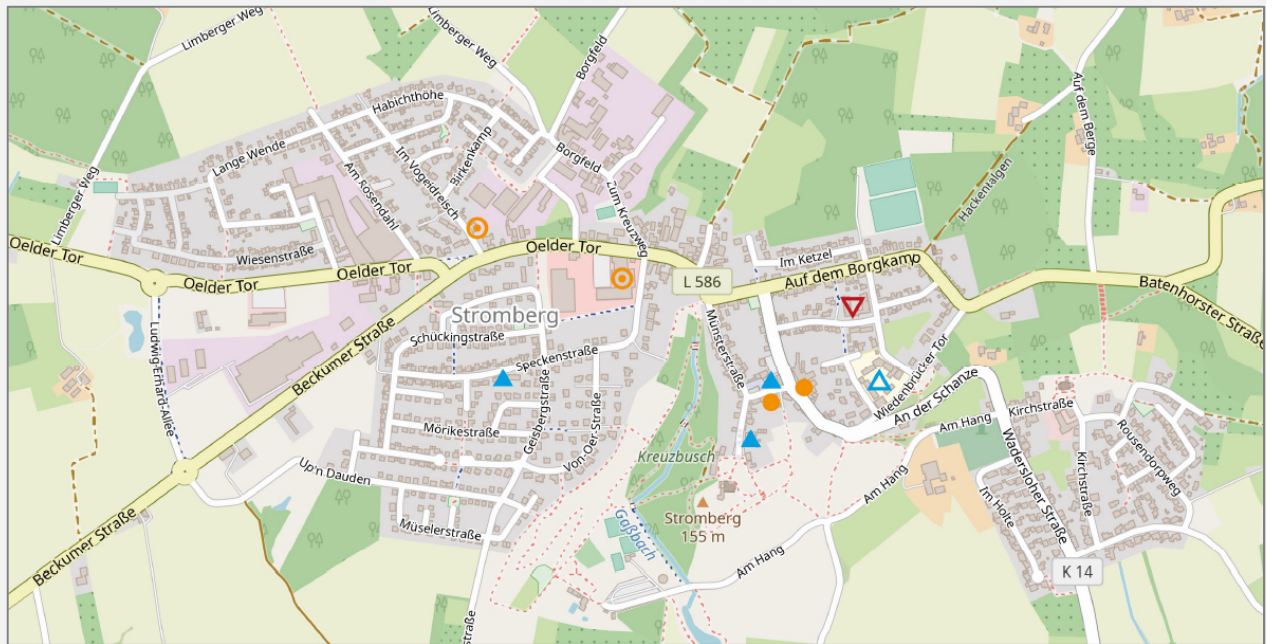 Limberger Weg
Limberger Weg
Borgfeld
Auf dem Berge
Habichthöhe
Lange Wende
Im Vogeldreisch
Birkenkamp
Borgfeld
Am Rosendahl
Zum Kreuzweg
Hackentalgen
Limberger Weg
Oelder Tor
Wiesenstraße
Oelder Tor
Oelder Tor
Oelder Tor
Im Ketzel
Auf dem Borgkamp
L 586
Batenhorster Straße
Stromberg
Schückingstraße
Ludwig-Erhard-Allee
Beckumer Straße
Speckenstraße
Münsterstraße
Wiedenbrücker Tor
An der Schanze
Geisbergstraße
Mörikestraße
Von-Oer-Straße
Am Hang
Kirchstraße
Rousendorpweg
Kreuzbusch
Wadersloher Straße
Kirchstraße
Up'n Dauden
Am Hang
Im Holte
Stromberg
155 m
Gaßbach
Müselerstraße
Beckumer Straße
Am Hang
K 14
straße